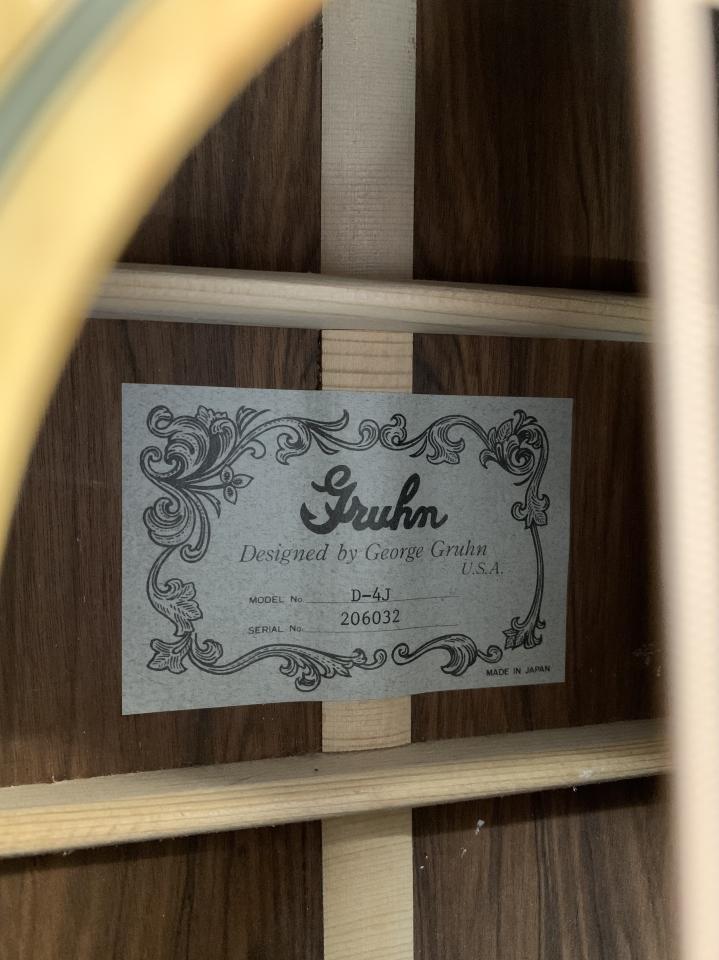 Gruhn
Designed by George Gruhn
U.S.A.
MODEL No. D-4J
SERIAL No. 206032
MADE IN JAPAN